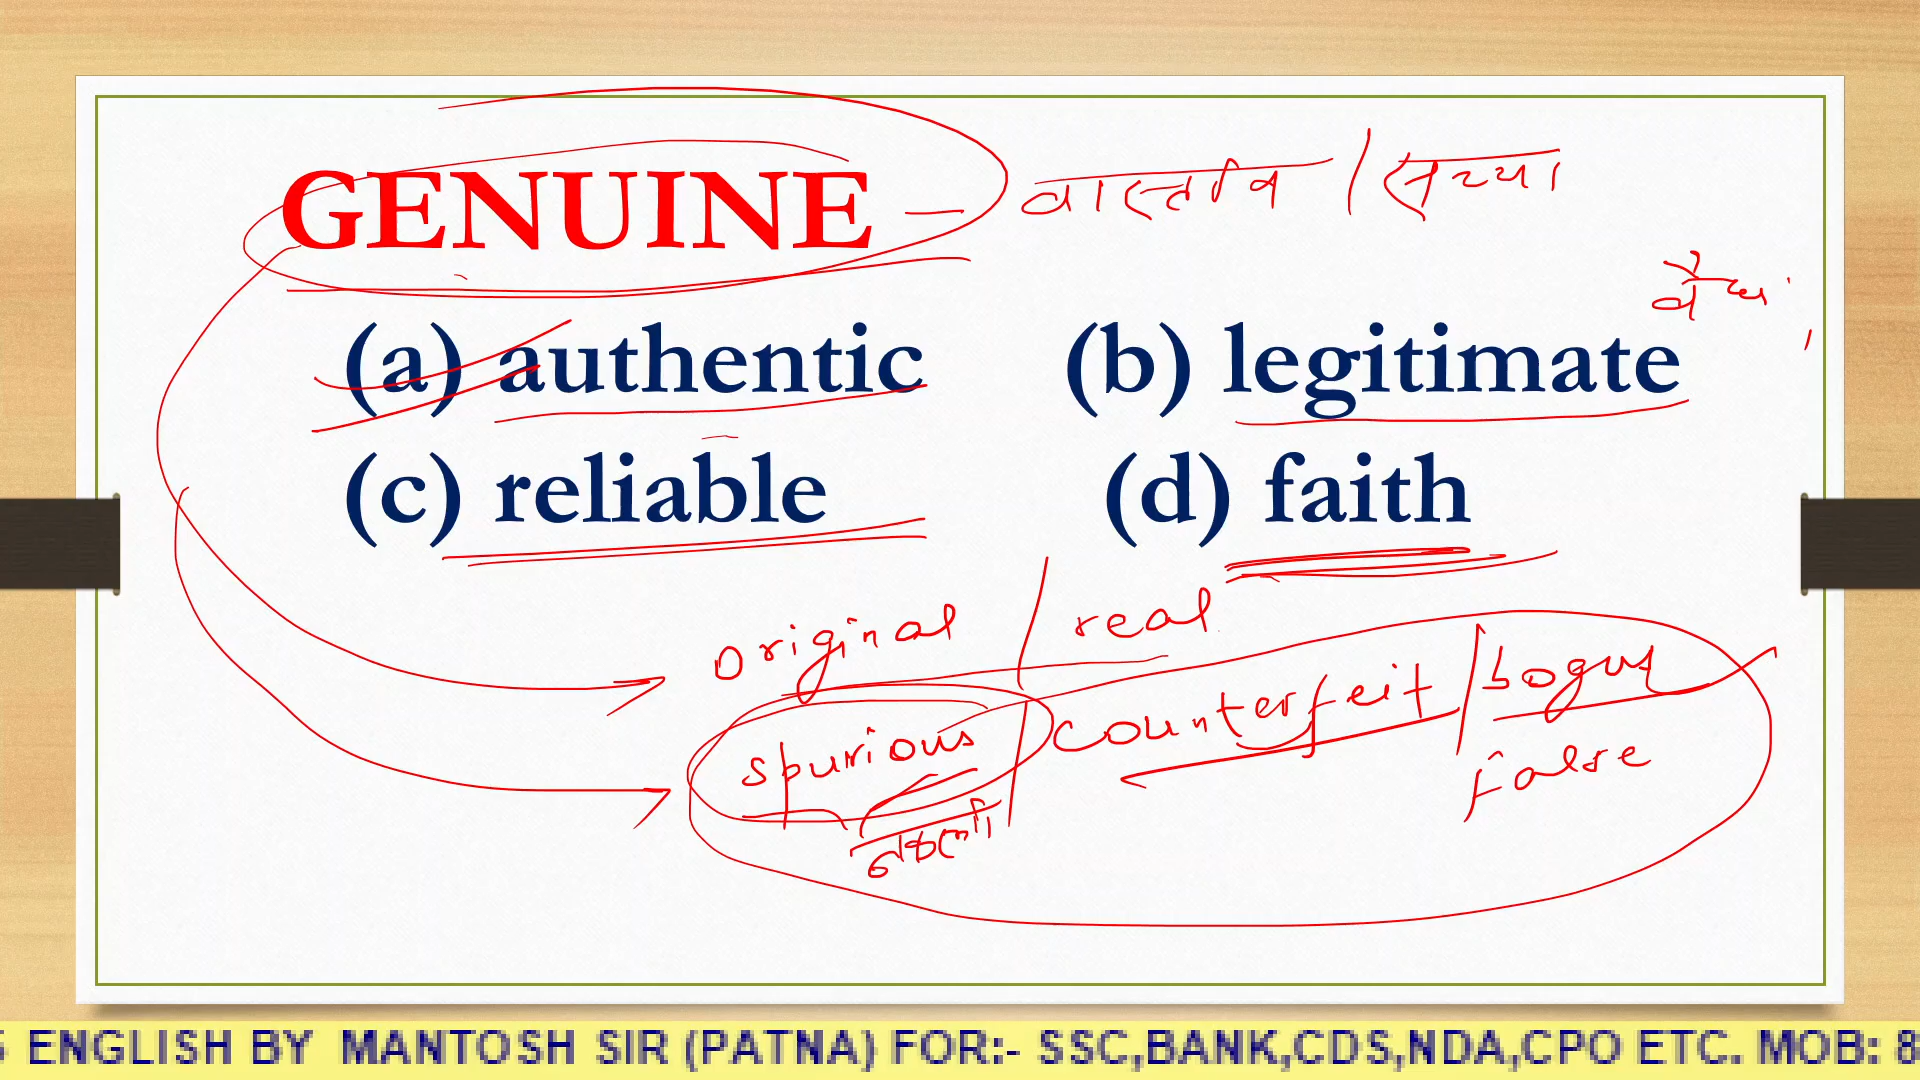 GENUINE – वास्तवि / सच्चा
वैध
(a) authentic (b) legitimate
(c) reliable (d) faith
original / real
spurious / counterfeit / bogus
नकली False
ENGLISH BY MANTOSH SIR (PATNA) FOR:- SSC,BANK,CDS,NDA,CPO ETC. MOB: 8